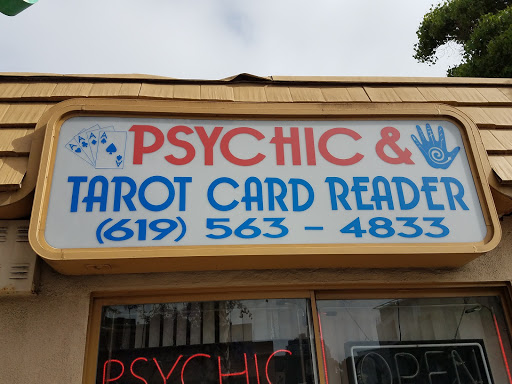 PSYCHIC &
TAROT CARD READER
(619) 563 - 4833
PSYCHIC
OPEN